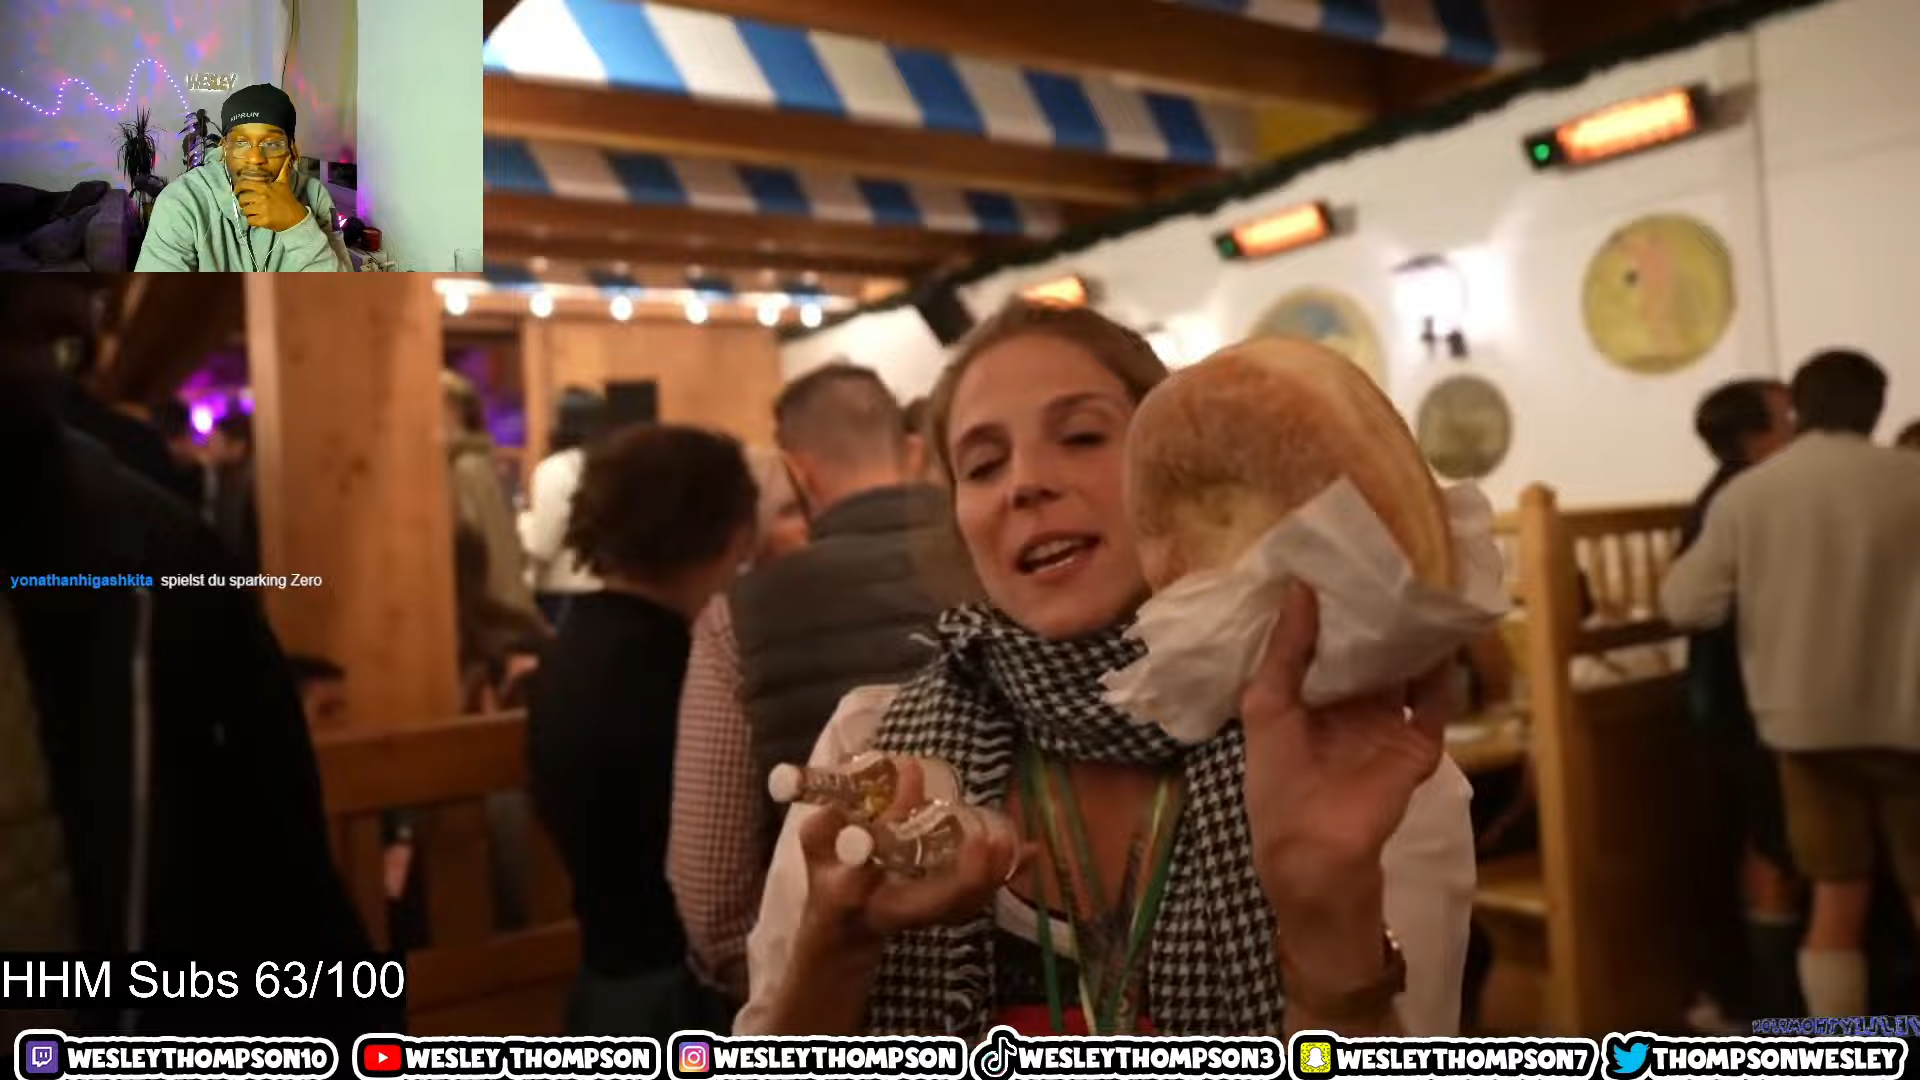 WESLEY
yonathanhigashkita spielst du sparking Zero
HHM Subs 63/100
WESLEYTHOMPSON10
WESLEY THOMPSON
WESLEYTHOMPSON
WESLEYTHOMPSON3
WESLEYTHOMPSON7
THOMPSONWESLEY